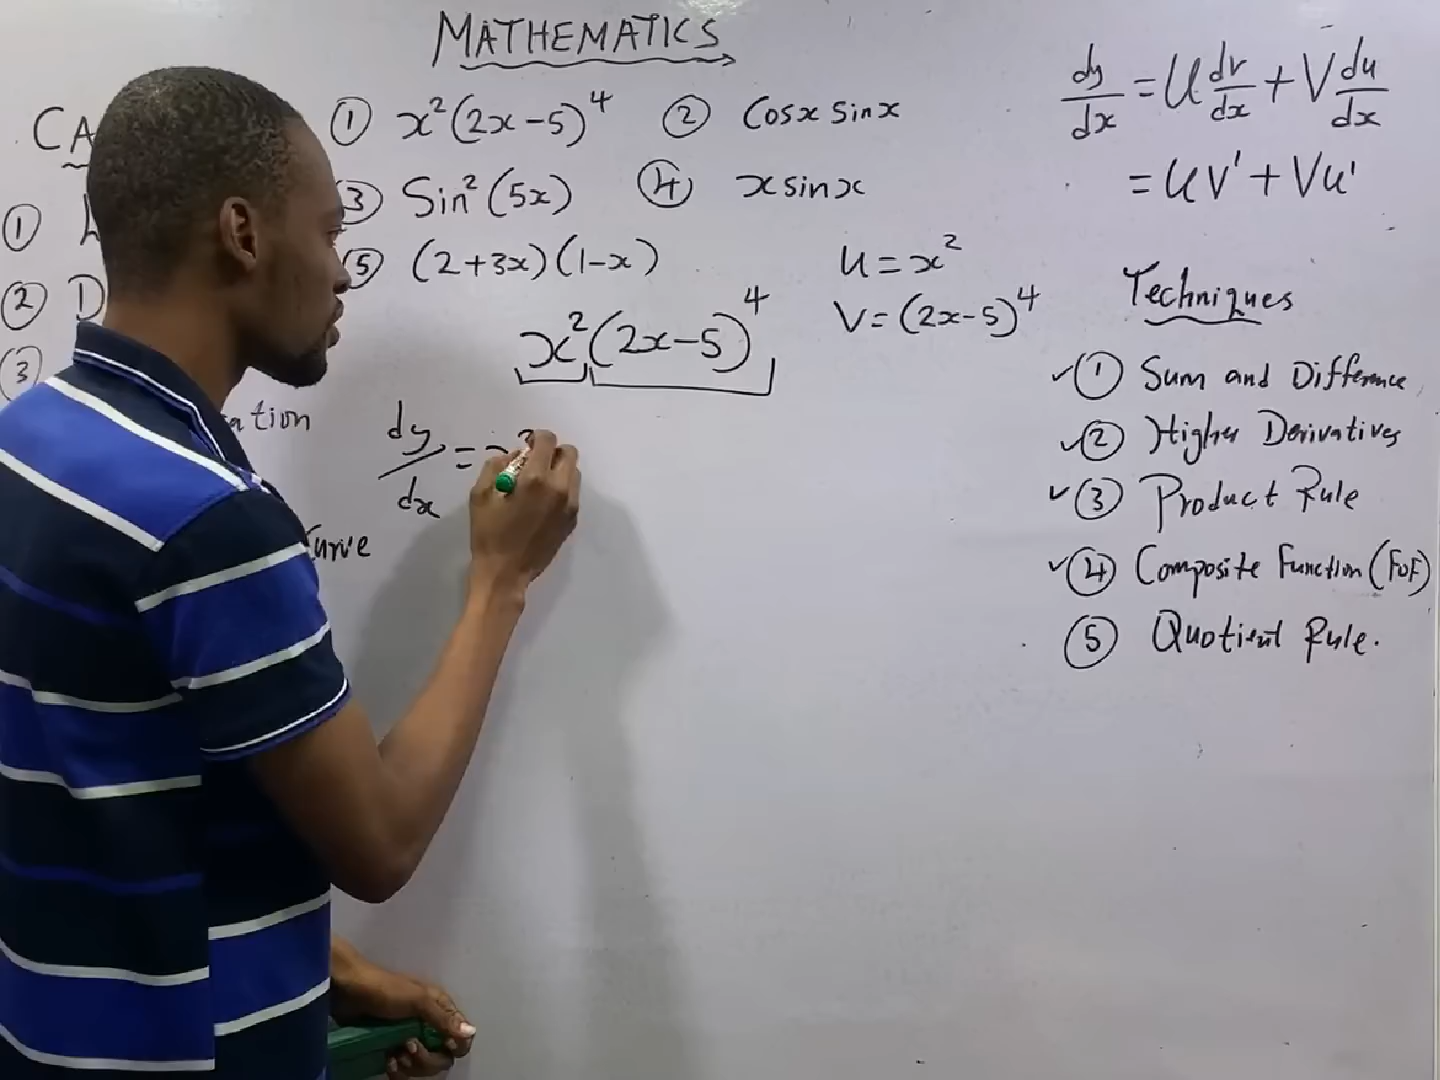 MATHEMATICS
CA
① x²(2x-5)⁴ ② Cosx sinx
③ Sin²(5x) ④ x sinx
⑤ (2+3x)(1-x)
①
② D
③
ation
urve
x²(2x-5)⁴
u = x²
V = (2x-5)⁴
dy/dx =
dy/dx = U dv/dx + V du/dx
= UV' + Vu'
Techniques
✓① Sum and Difference
✓② Higher Derivatives
✓③ Product Rule
✓④ Composite Function (FOF)
⑤ Quotient Rule.